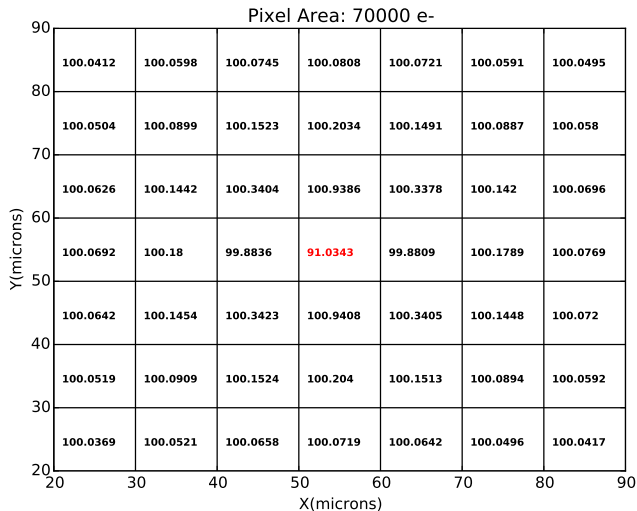 Pixel Area: 70000 e-
90
100.0412 100.0598 100.0745 100.0808 100.0721 100.0591 100.0495
80
100.0504 100.0899 100.1523 100.2034 100.1491 100.0887 100.058
70
100.0626 100.1442 100.3404 100.9386 100.3378 100.142 100.0696
60
100.0692 100.18 99.8836 91.0343 99.8809 100.1789 100.0769
50
100.0642 100.1454 100.3423 100.9408 100.3405 100.1448 100.072
40
100.0519 100.0909 100.1524 100.204 100.1513 100.0894 100.0592
30
100.0369 100.0521 100.0658 100.0719 100.0642 100.0496 100.0417
20
20 30 40 50 60 70 80 90
X(microns)
Y(microns)